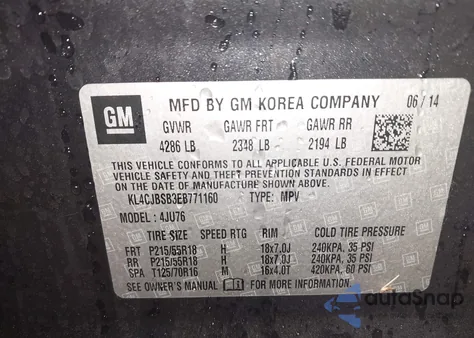 GM
MFD BY GM KOREA COMPANY 06/14
GVWR GAWR FRT GAWR RR
4286 LB 2348 LB 2194 LB
THIS VEHICLE CONFORMS TO ALL APPLICABLE U.S. FEDERAL MOTOR
VEHICLE SAFETY AND THEFT PREVENTION STANDARDS IN EFFECT
ON THE DATE OF MANUFACTURE SHOWN ABOVE.
KL4CJBSB3EB771160 TYPE: MPV
MODEL: 4JU76
TIRE SIZE SPEED RTG RIM COLD TIRE PRESSURE
FRT P215/55R18 H 18x7.0J 240KPA, 35 PSI
RR P215/55R18 H 18x7.0J 240KPA, 35 PSI
SPA T125/70R16 M 16x4.0T 420KPA, 60 PSI
SEE OWNER'S MANUAL FOR MORE INFORMATION.
autoSnap